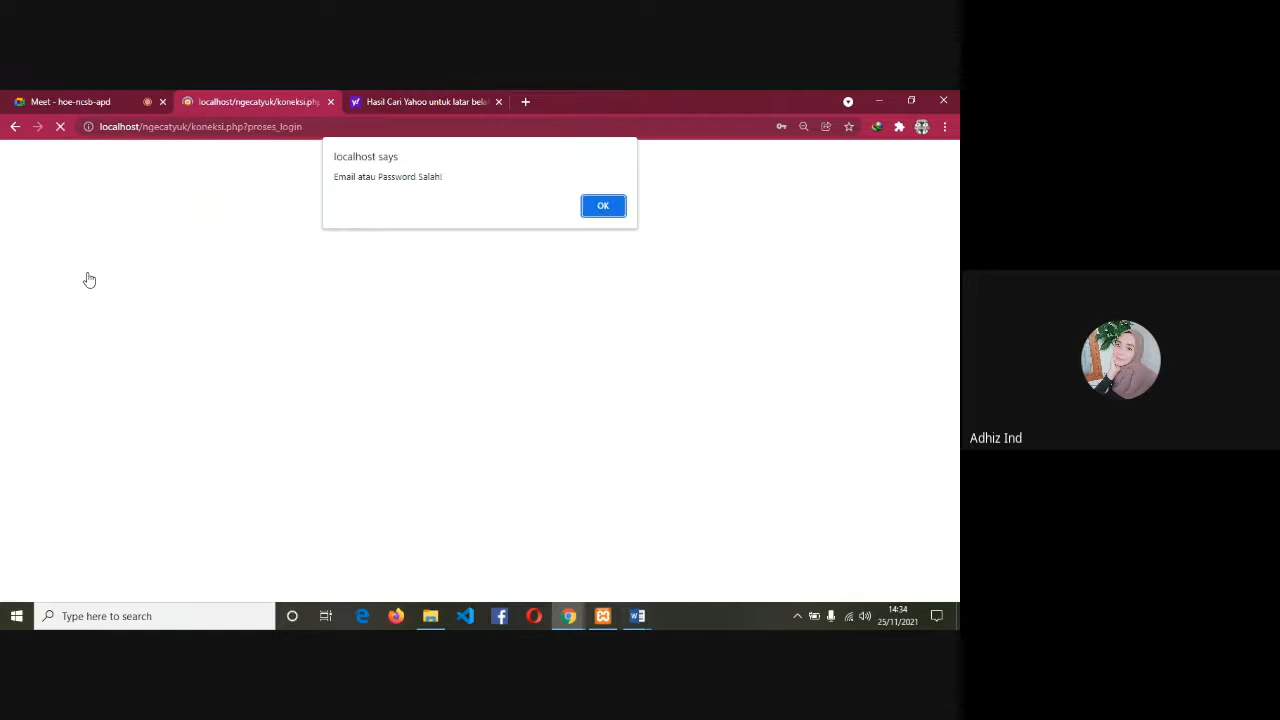 Meet - hoe-ncsb-apd
localhost/ngecatyuk/koneksi.php
Hasil Cari Yahoo untuk latar bela
localhost/ngecatyuk/koneksi.php?proses_login
localhost says
Email atau Password Salah!
OK
Adhiz Ind
Type here to search
14:34
25/11/2021